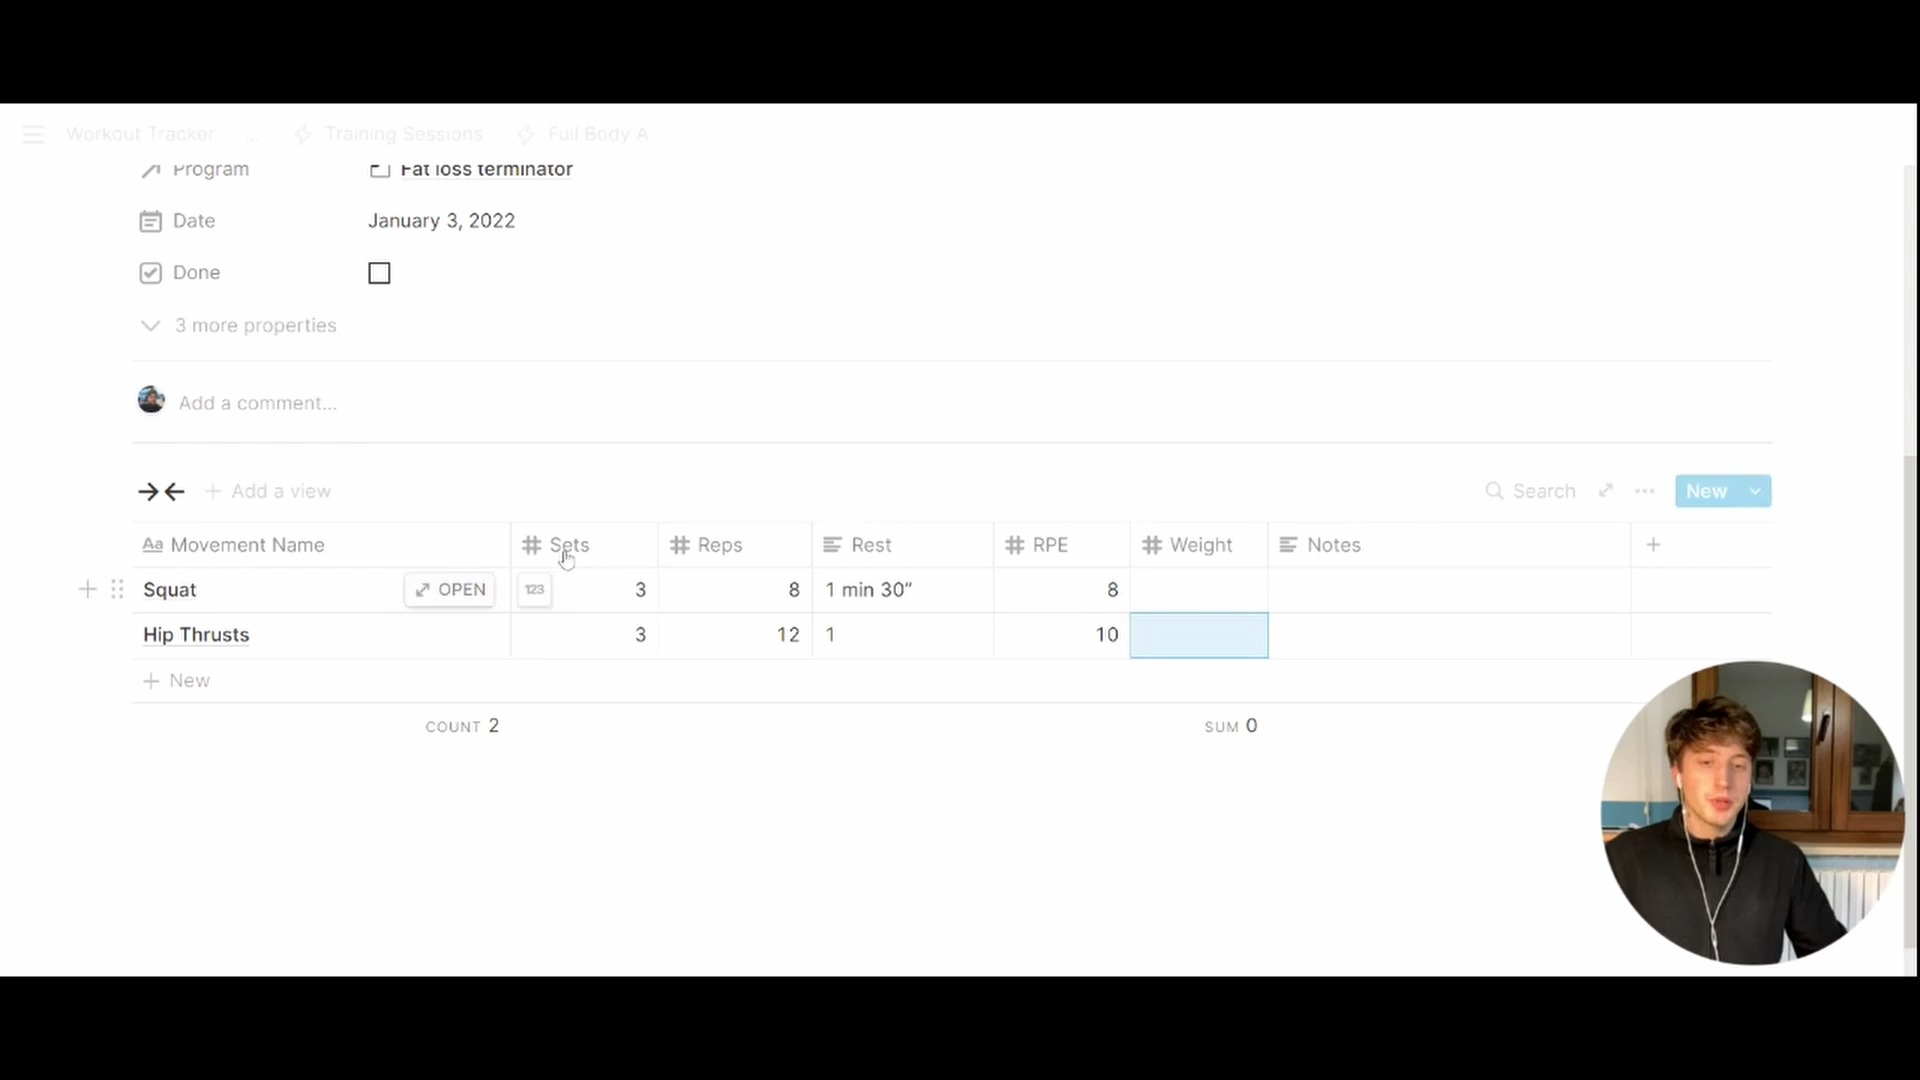 Workout Tracker ... Training Sessions Full Body A
Program Fat loss terminator
Date January 3, 2022
Done
3 more properties
Add a comment...
→← + Add a view Search ... New
Aa Movement Name # Sets # Reps Rest # RPE # Weight Notes +
Squat OPEN 123 3 8 1 min 30” 8
Hip Thrusts 3 12 1 10
+ New
COUNT 2 SUM 0